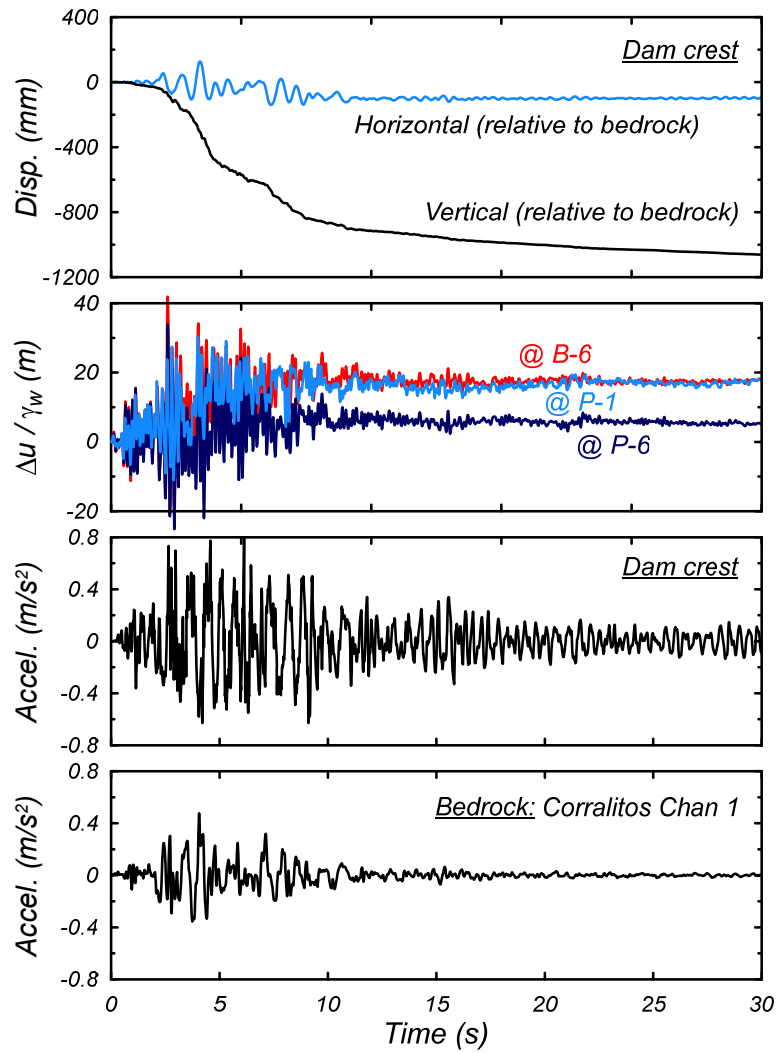 400
0
-400
-800
-1200
Disp. (mm)
Dam crest
Horizontal (relative to bedrock)
Vertical (relative to bedrock)
40
20
0
-20
Δu / γw (m)
@ B-6
@ P-1
@ P-6
0.8
0.4
0
-0.4
-0.8
Accel. (m/s²)
Dam crest
0.8
0.4
0
-0.4
-0.8
Accel. (m/s²)
Bedrock: Corralitos Chan 1
0 5 10 15 20 25 30
Time (s)